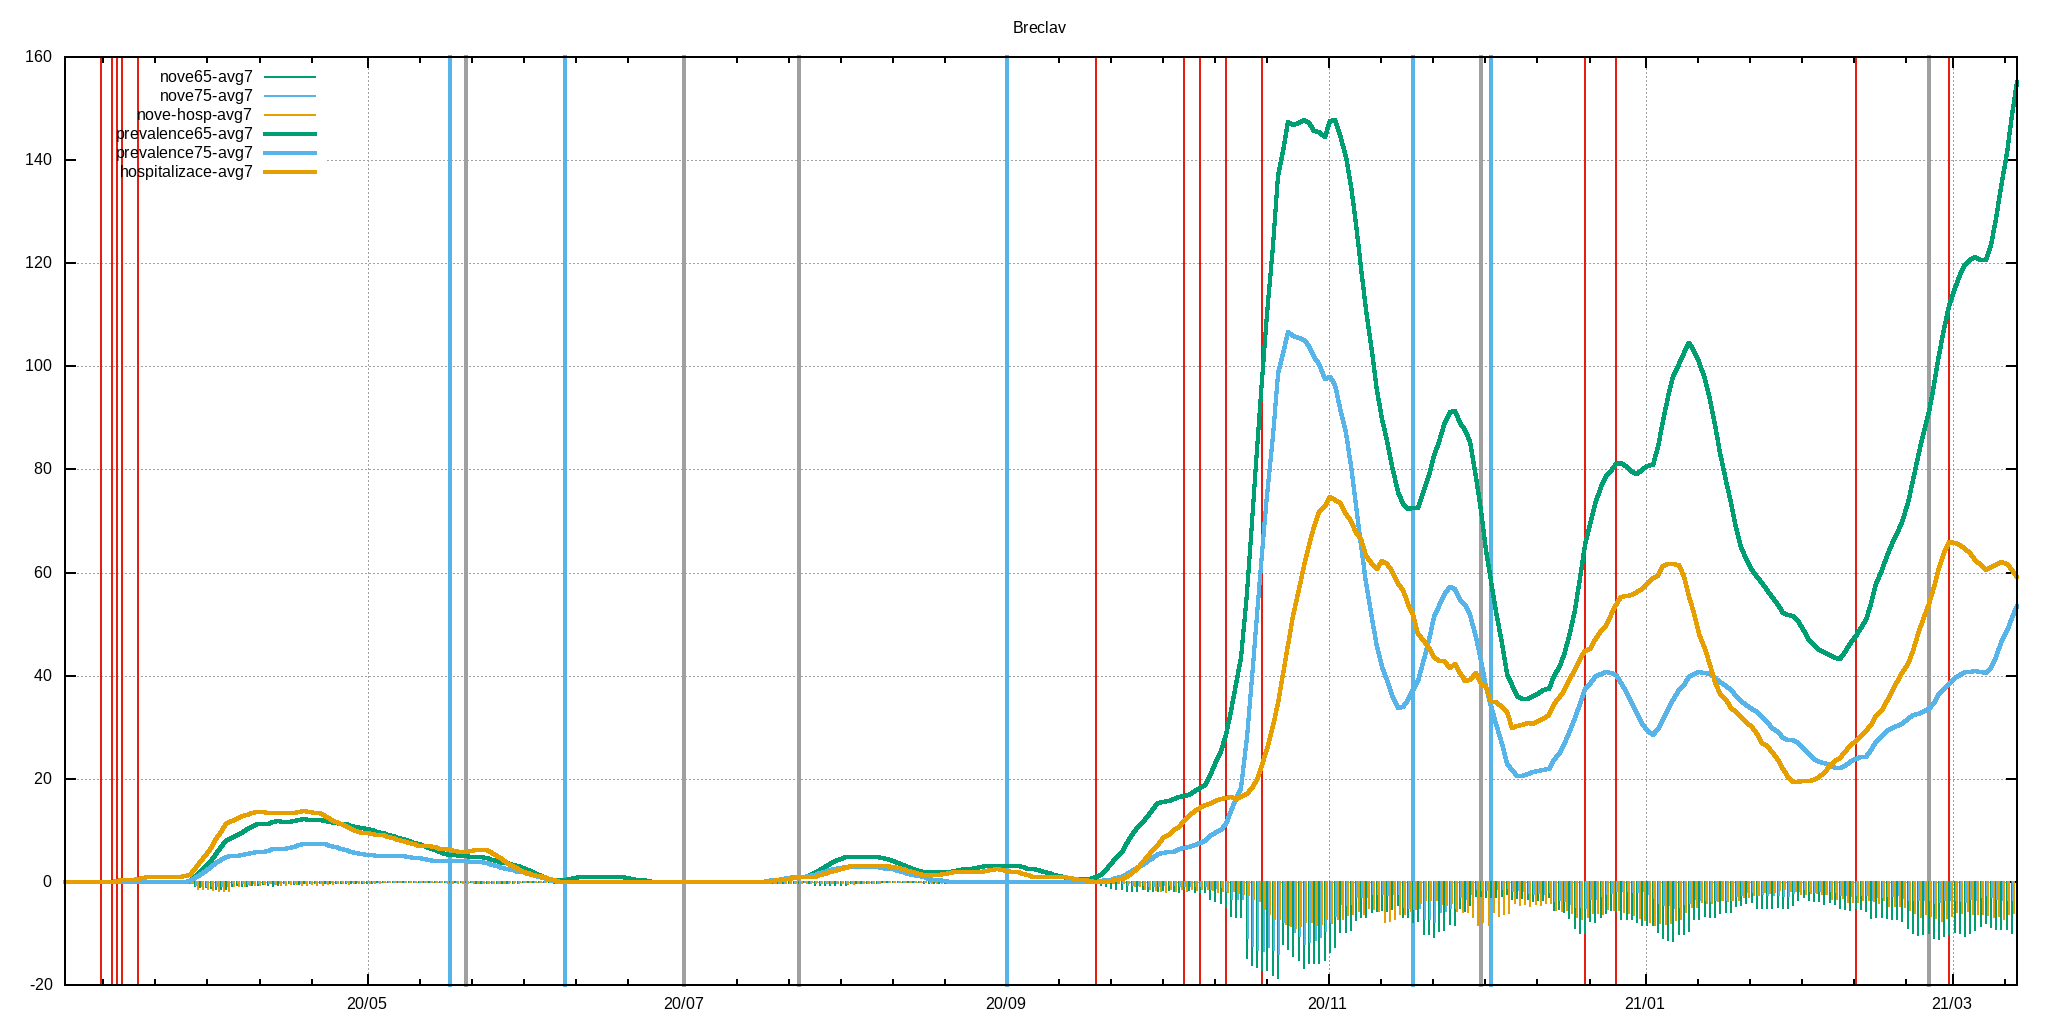 Breclav
160
140
120
100
80
60
40
20
0
-20
nove65-avg7
nove75-avg7
nove-hosp-avg7
prevalence65-avg7
prevalence75-avg7
hospitalizace-avg7
20/05 20/07 20/09 20/11 21/01 21/03